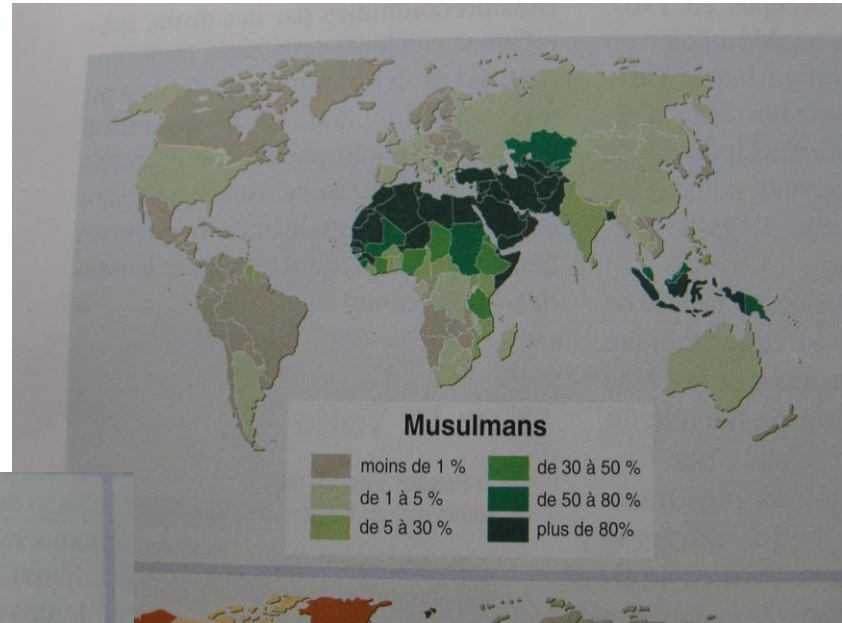 Musulmans
moins de 1 %
de 1 à 5 %
de 5 à 30 %
de 30 à 50 %
de 50 à 80 %
plus de 80%